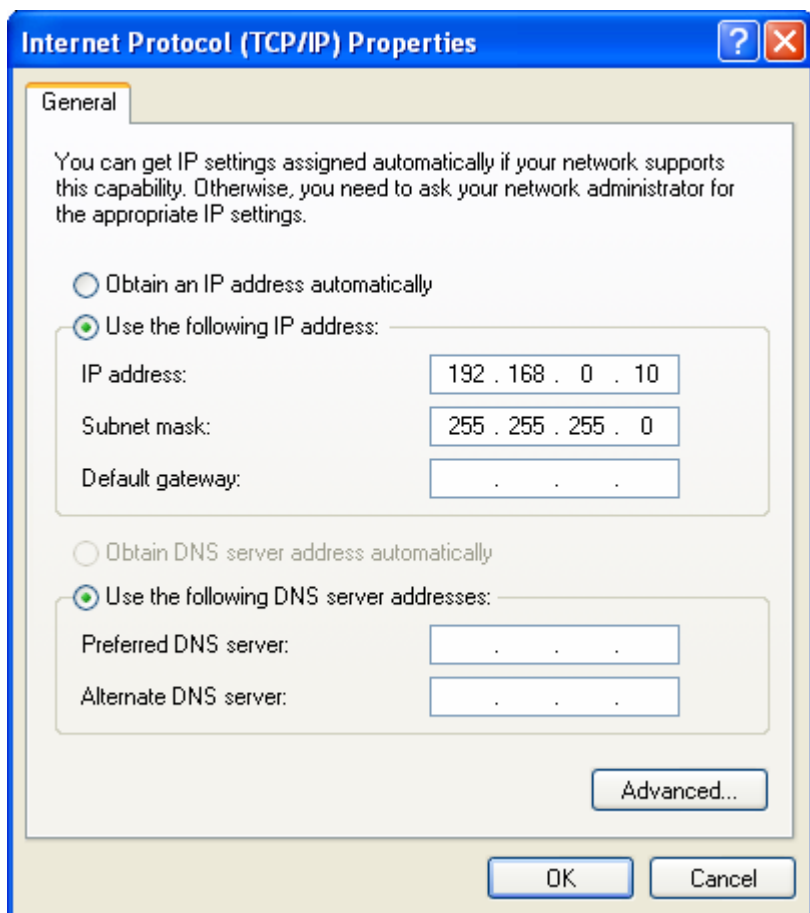 Internet Protocol (TCP/IP) Properties
General
You can get IP settings assigned automatically if your network supports
this capability. Otherwise, you need to ask your network administrator for
the appropriate IP settings.
Obtain an IP address automatically
Use the following IP address:
IP address: 192 . 168 . 0 . 10
Subnet mask: 255 . 255 . 255 . 0
Default gateway: . . .
Obtain DNS server address automatically
Use the following DNS server addresses:
Preferred DNS server: . . .
Alternate DNS server: . . .
Advanced...
OK Cancel